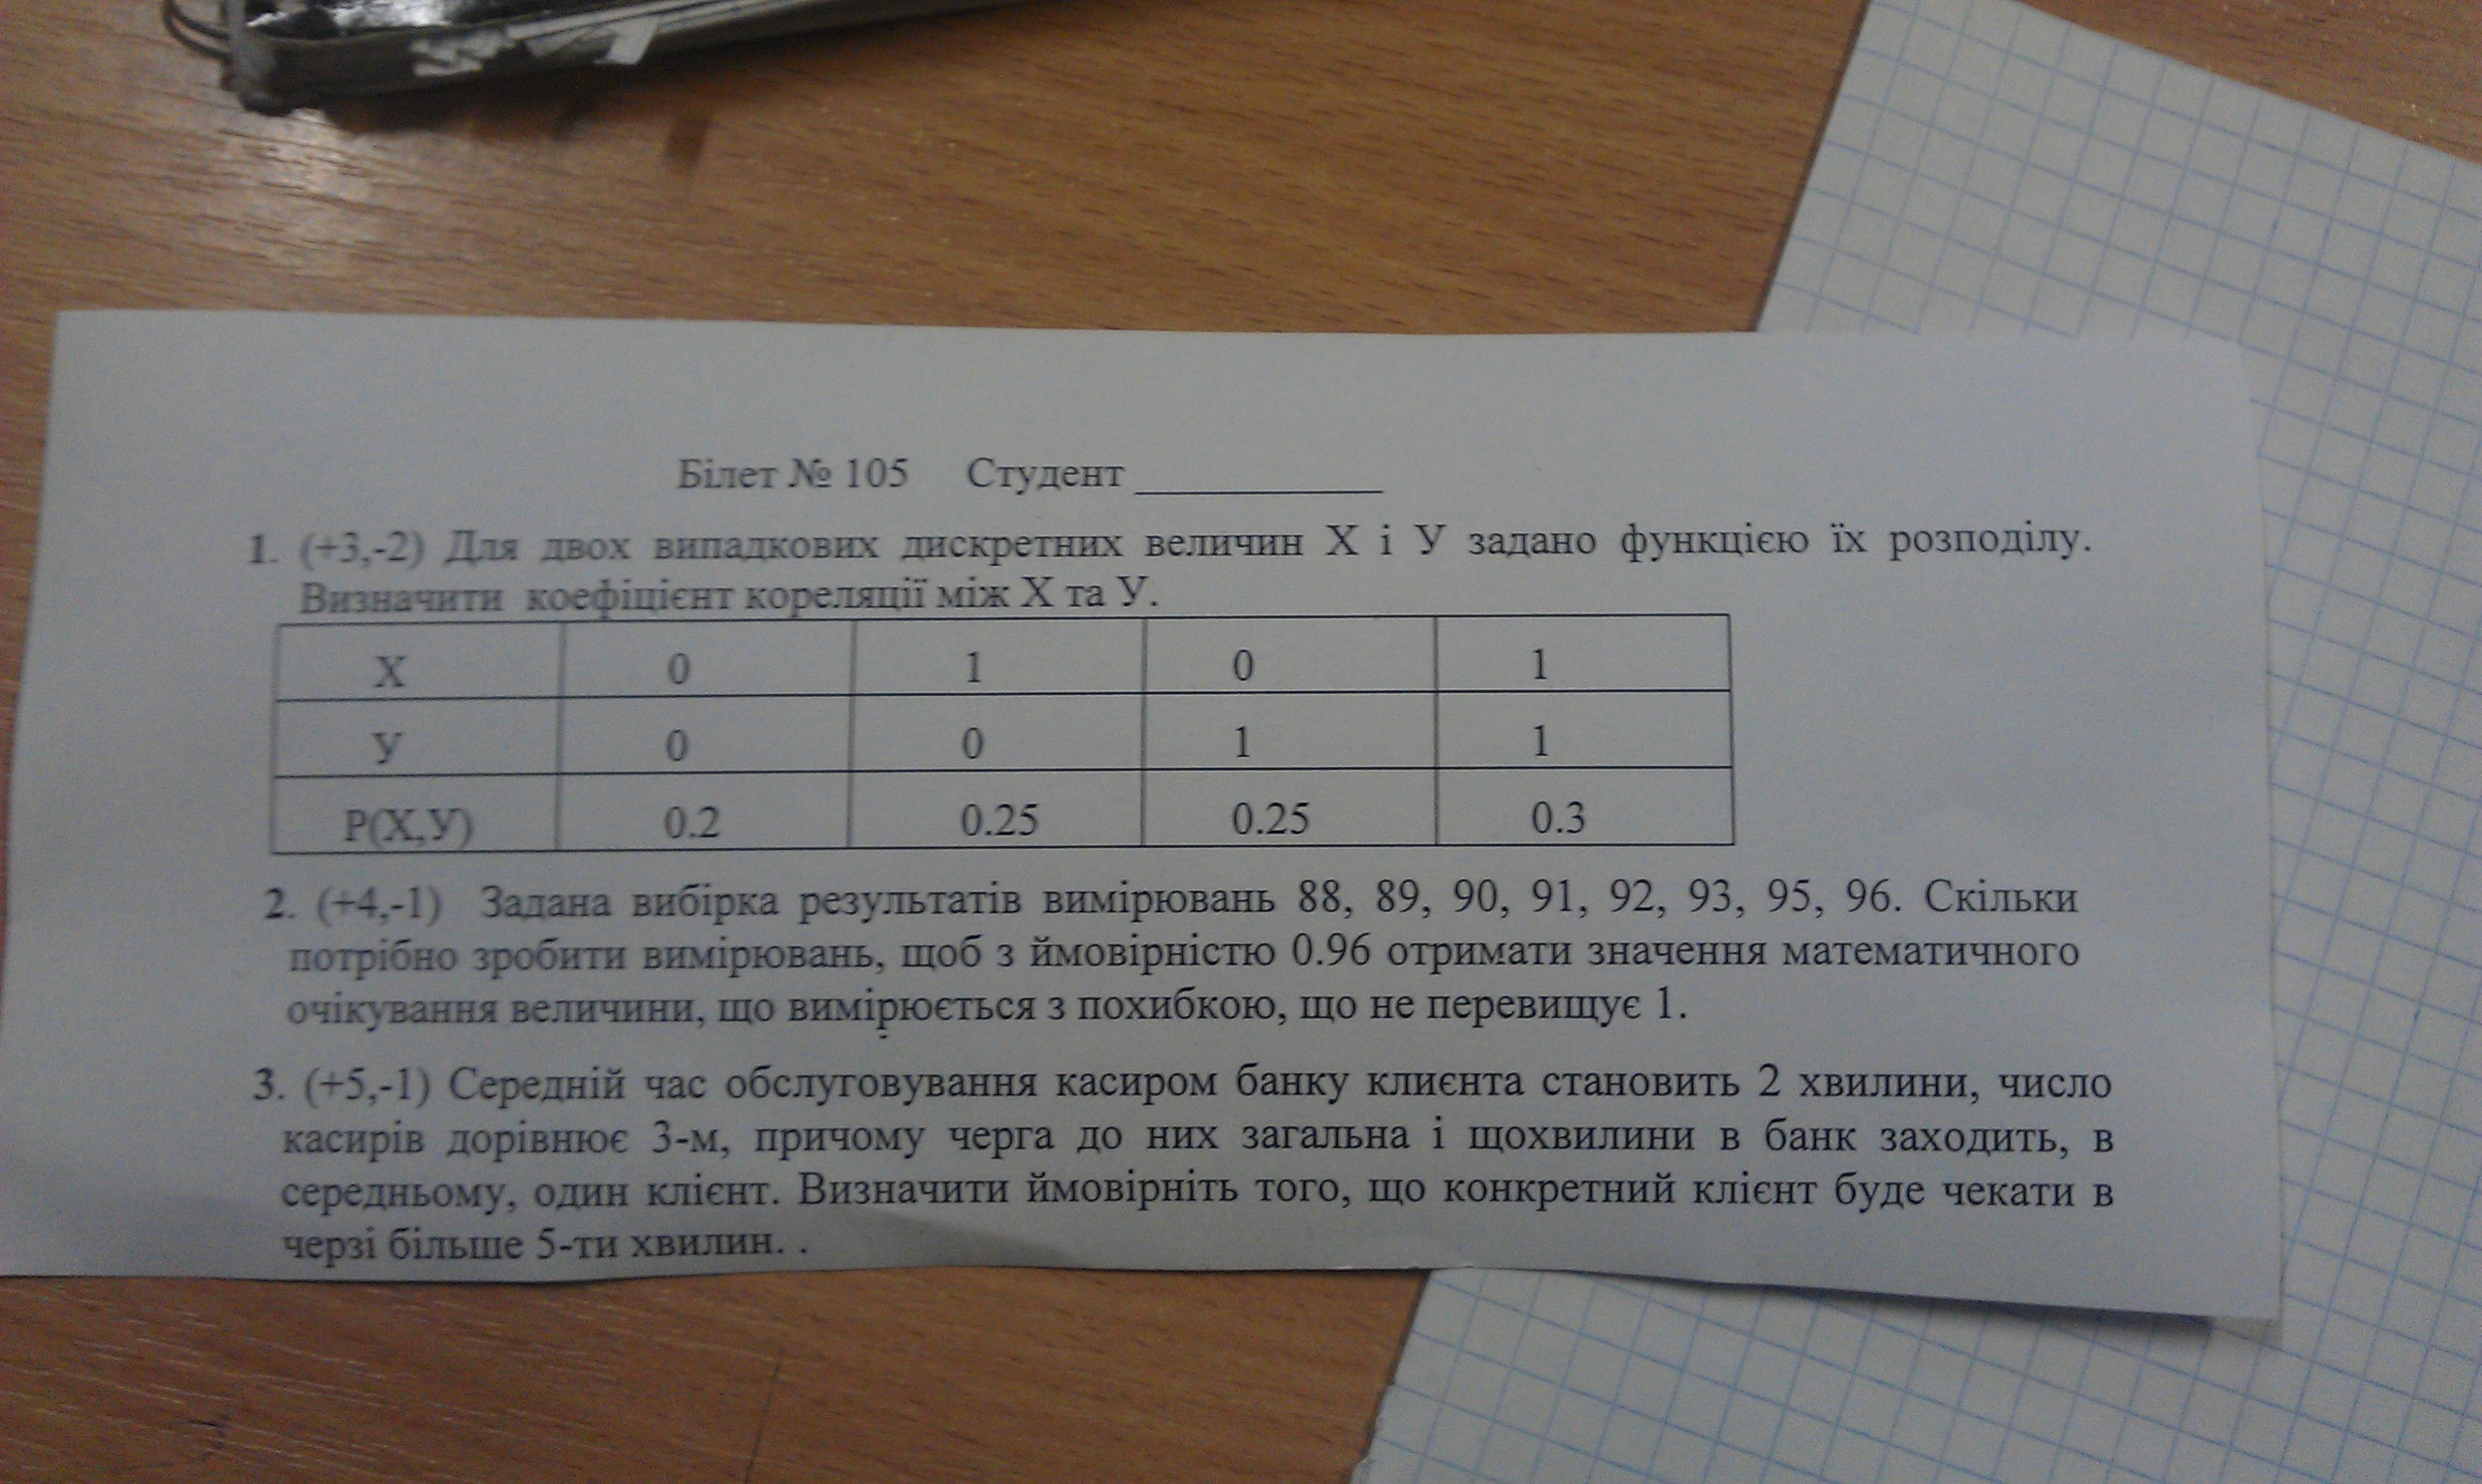 Білет № 105 Студент ____________
1. (+3,-2) Для двох випадкових дискретних величин Х і У задано функцією їх розподілу.
Визначити коефіцієнт кореляції між Х та У.
Х 0 1 0 1
У 0 0 1 1
Р(Х,У) 0.2 0.25 0.25 0.3
2. (+4,-1) Задана вибірка результатів вимірювань 88, 89, 90, 91, 92, 93, 95, 96. Скільки
потрібно зробити вимірювань, щоб з ймовірністю 0.96 отримати значення математичного
очікування величини, що вимірюється з похибкою, що не перевищує 1.
3. (+5,-1) Середній час обслуговування касиром банку клиєнта становить 2 хвилини, число
касирів дорівнює 3-м, причому черга до них загальна і щохвилини в банк заходить, в
середньому, один клієнт. Визначити ймовірніть того, що конкретний клієнт буде чекати в
черзі більше 5-ти хвилин. .